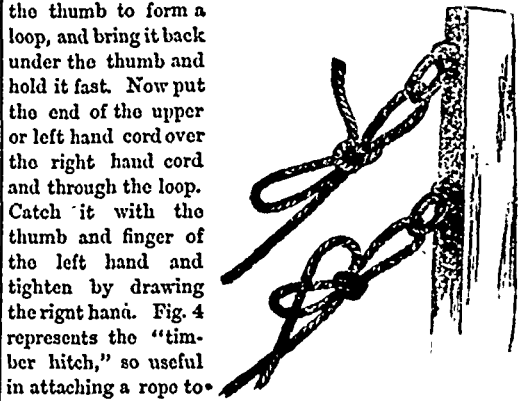 the thumb to form a
loop, and bring it back
under the thumb and
hold it fast. Now put
the end of the upper
or left hand cord over
the right hand cord
and through the loop.
Catch it with the
thumb and finger of
the left hand and
tighten by drawing
the rignt hand. Fig. 4
represents the "tim-
ber hitch," so useful
in attaching a rope to